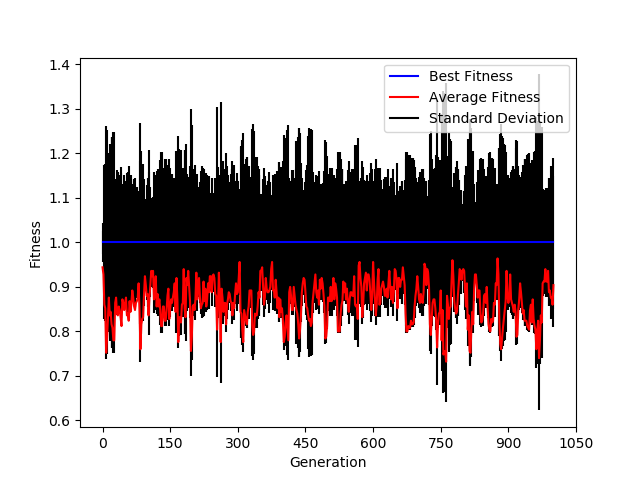 1.4
1.3
1.2
1.1
1.0
0.9
0.8
0.7
0.6
Fitness
Best Fitness
Average Fitness
Standard Deviation
0 150 300 450 600 750 900 1050
Generation